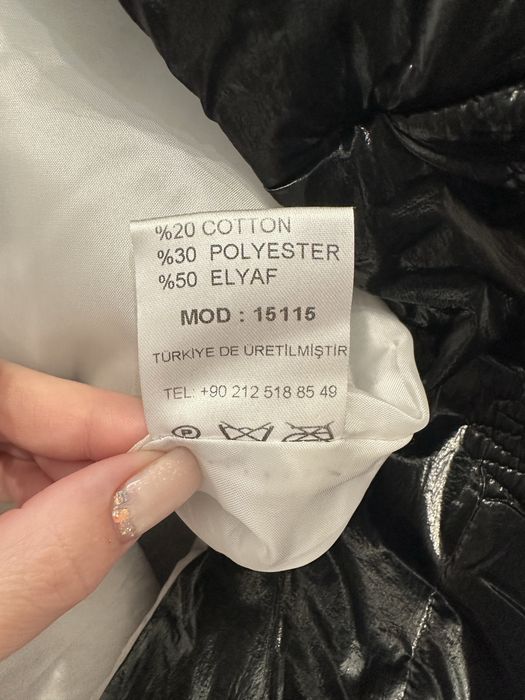 %20 COTTON
%30 POLYESTER
%50 ELYAF
MOD : 15115
TÜRKİYE DE ÜRETİLMİŞTİR
TEL: +90 212 518 85 49
P